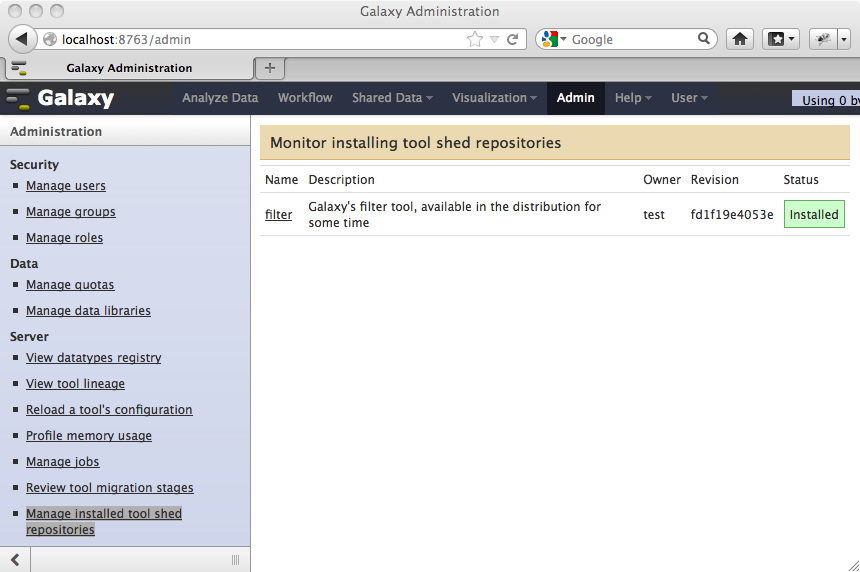 Galaxy Administration
localhost:8763/admin
Google
Galaxy Administration
Galaxy
Analyze Data
Workflow
Shared Data
Visualization
Admin
Help
User
Using 0 by
Administration
Security
Manage users
Manage groups
Manage roles
Data
Manage quotas
Manage data libraries
Server
View datatypes registry
View tool lineage
Reload a tool's configuration
Profile memory usage
Manage jobs
Review tool migration stages
Manage installed tool shed
repositories
Monitor installing tool shed repositories
Name Description Owner Revision Status
filter Galaxy's filter tool, available in the distribution for
some time test fd1f19e4053e Installed